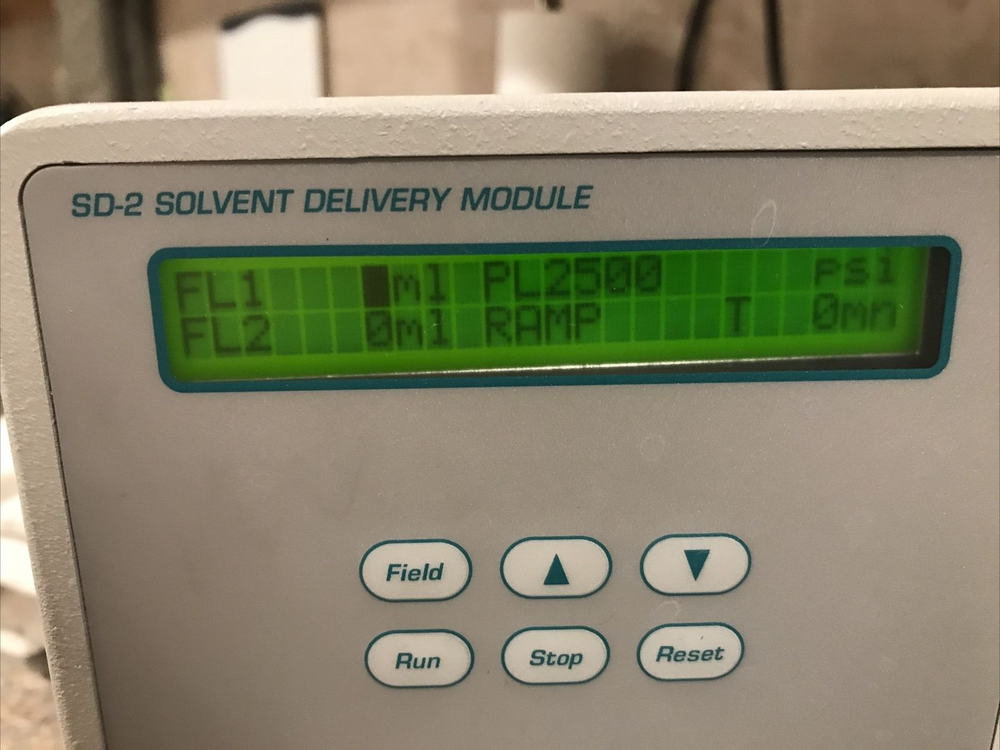 SD-2 SOLVENT DELIVERY MODULE
FL1 ml PL2500 psi
FL2 0ml RAMP T 0mn
Field
Run Stop Reset